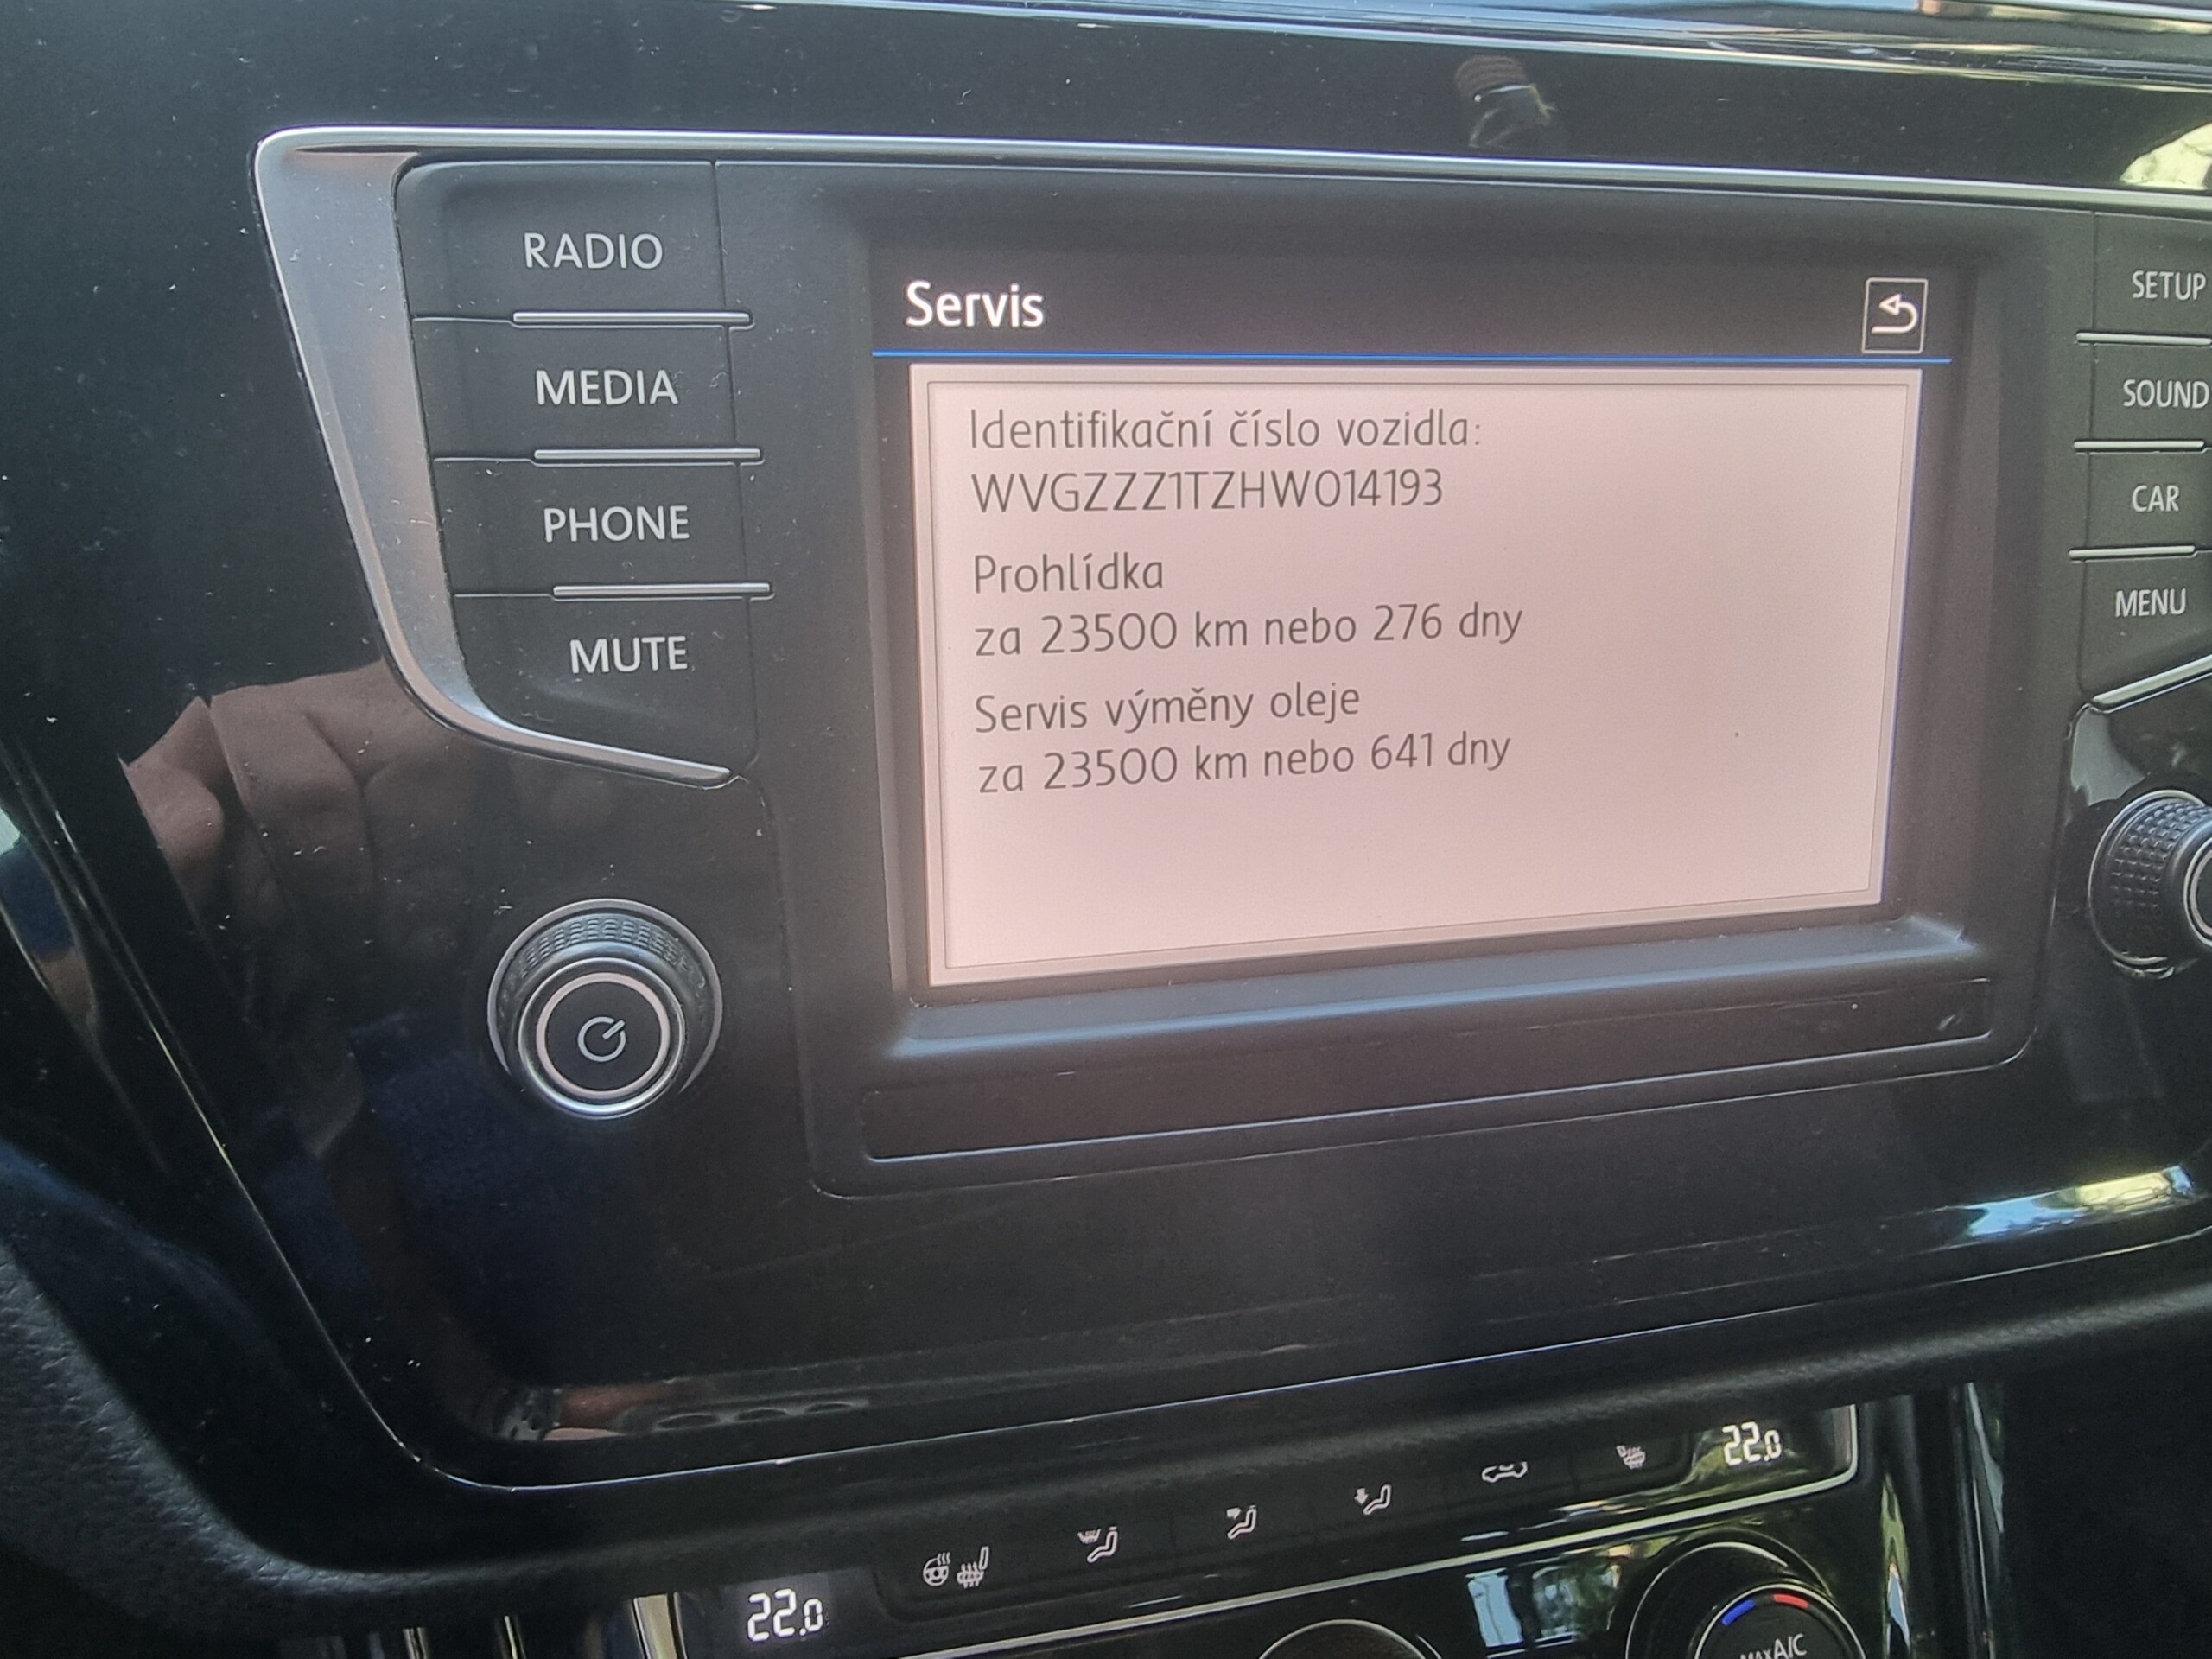 RADIO
MEDIA
PHONE
MUTE
Servis
Identifikační číslo vozidla:
WVGZZZ1TZHW014193
Prohlídka
za 23500 km nebo 276 dny
Servis výměny oleje
za 23500 km nebo 641 dny
SETUP
SOUND
CAR
MENU
22.0
22.0
MAX A/C